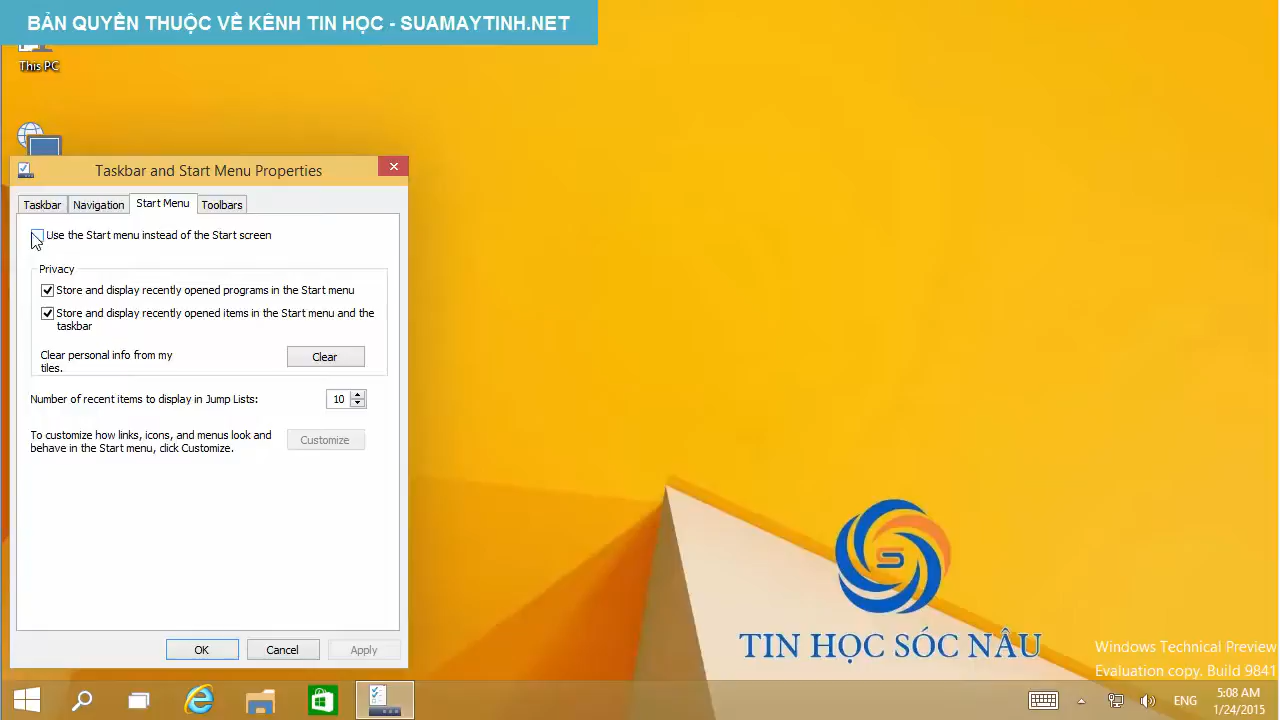 BẢN QUYỀN THUỘC VỀ KÊNH TIN HỌC - SUAMAYTINH.NET
This PC
Taskbar and Start Menu Properties
Taskbar
Navigation
Start Menu
Toolbars
Use the Start menu instead of the Start screen
Privacy
Store and display recently opened programs in the Start menu
Store and display recently opened items in the Start menu and the
taskbar
Clear personal info from my
tiles.
Clear
Number of recent items to display in Jump Lists:
10
To customize how links, icons, and menus look and
behave in the Start menu, click Customize.
Customize
OK
Cancel
Apply
S
TIN HỌC SÓC NÂU
Windows Technical Preview
Evaluation copy. Build 9841
ENG
5:08 AM
1/24/2015